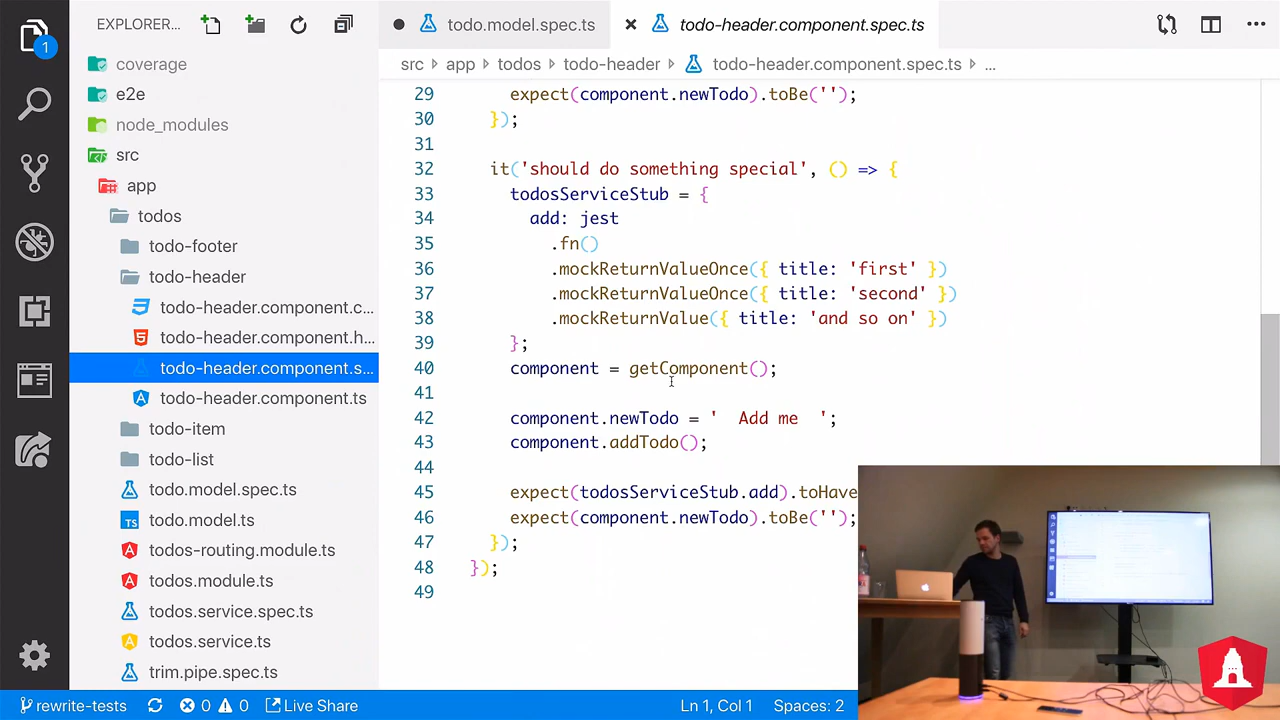 EXPLORER...
todo.model.spec.ts
todo-header.component.spec.ts
src > app > todos > todo-header > todo-header.component.spec.ts > ...
1
coverage
e2e
node_modules
src
app
todos
todo-footer
todo-header
todo-header.component.c...
todo-header.component.h...
todo-header.component.s...
todo-header.component.ts
todo-item
todo-list
todo.model.spec.ts
TS todo.model.ts
todos-routing.module.ts
todos.module.ts
todos.service.spec.ts
todos.service.ts
trim.pipe.spec.ts
29 expect(component.newTodo).toBe('');
30 });
31
32 it('should do something special', () => {
33 todosServiceStub = {
34 add: jest
35 .fn()
36 .mockReturnValueOnce({ title: 'first' })
37 .mockReturnValueOnce({ title: 'second' })
38 .mockReturnValue({ title: 'and so on' })
39 };
40 component = getComponent();
41
42 component.newTodo = '  Add me  ';
43 component.addTodo();
44
45 expect(todosServiceStub.add).toHave
46 expect(component.newTodo).toBe('');
47 });
48 });
49
rewrite-tests 0 0 Live Share Ln 1, Col 1 Spaces: 2